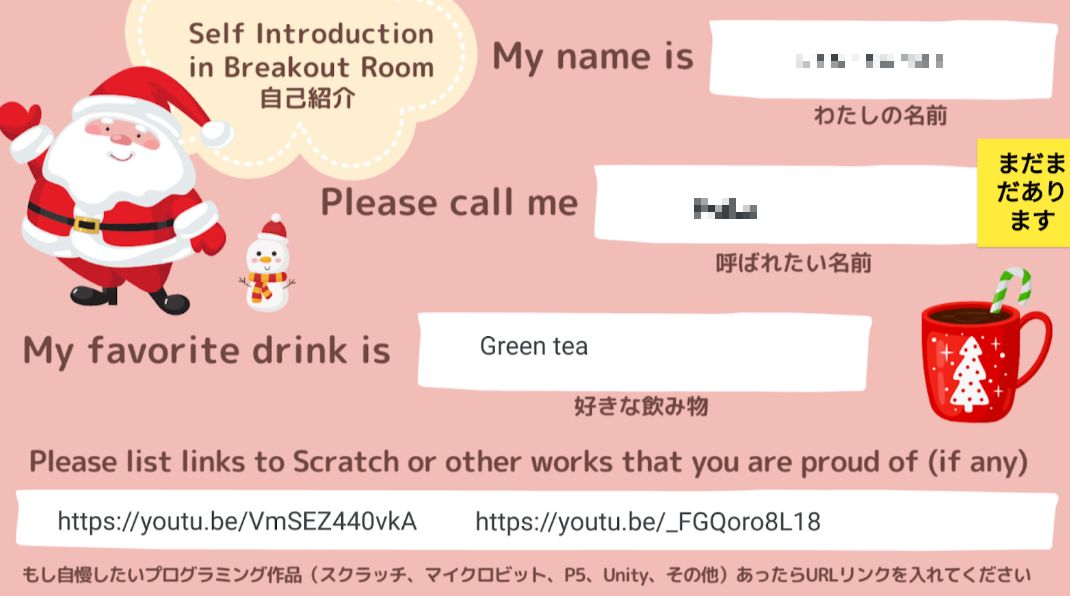 Self Introduction
in Breakout Room
自己紹介
My name is
わたしの名前
Please call me
呼ばれたい名前
まだま
だあり
ます
My favorite drink is
Green tea
好きな飲み物
Please list links to Scratch or other works that you are proud of (if any)
https://youtu.be/VmSEZ440vkA https://youtu.be/_FGQoro8L18
もし自慢したいプログラミング作品（スクラッチ、マイクロビット、P5、Unity、その他）あったらURLリンクを入れてください